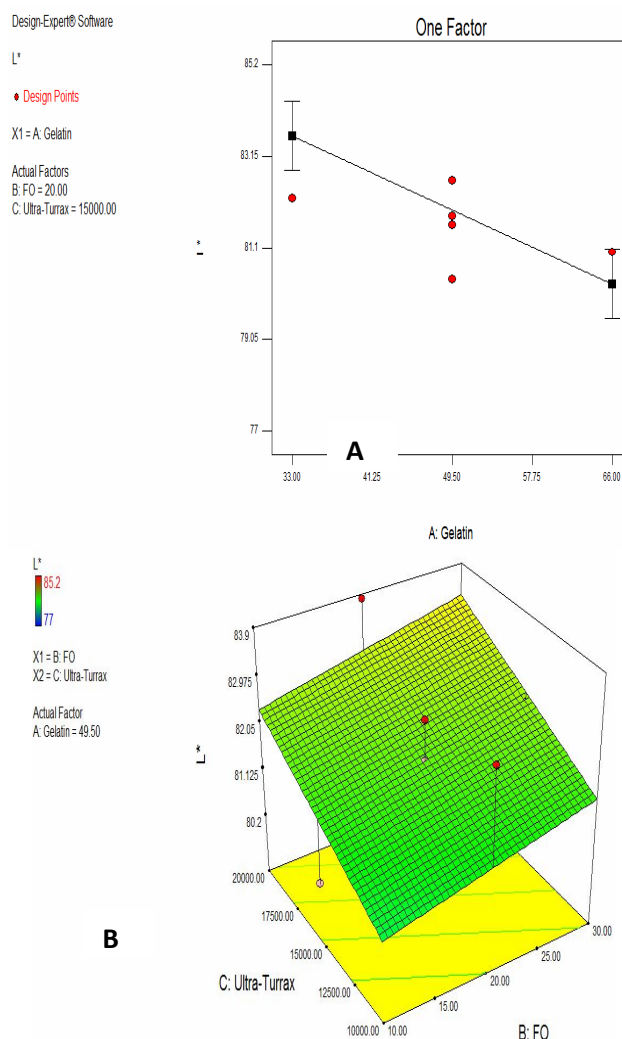 Design-Expert® Software
L*
Design Points
X1 = A: Gelatin
Actual Factors
B: FO = 20.00
C: Ultra-Turrax = 15000.00
One Factor
85.2
83.15
81.1
79.05
77
L*
33.00 41.25 49.50 57.75 66.00
A
A: Gelatin
L*
85.2
77
X1 = B: FO
X2 = C: Ultra-Turrax
Actual Factor
A: Gelatin = 49.50
83.9
82.975
82.05
81.125
80.2
L*
20000.00
17500.00
15000.00
12500.00
10000.00
10.00
15.00
20.00
25.00
30.00
C: Ultra-Turrax
B: FO
B